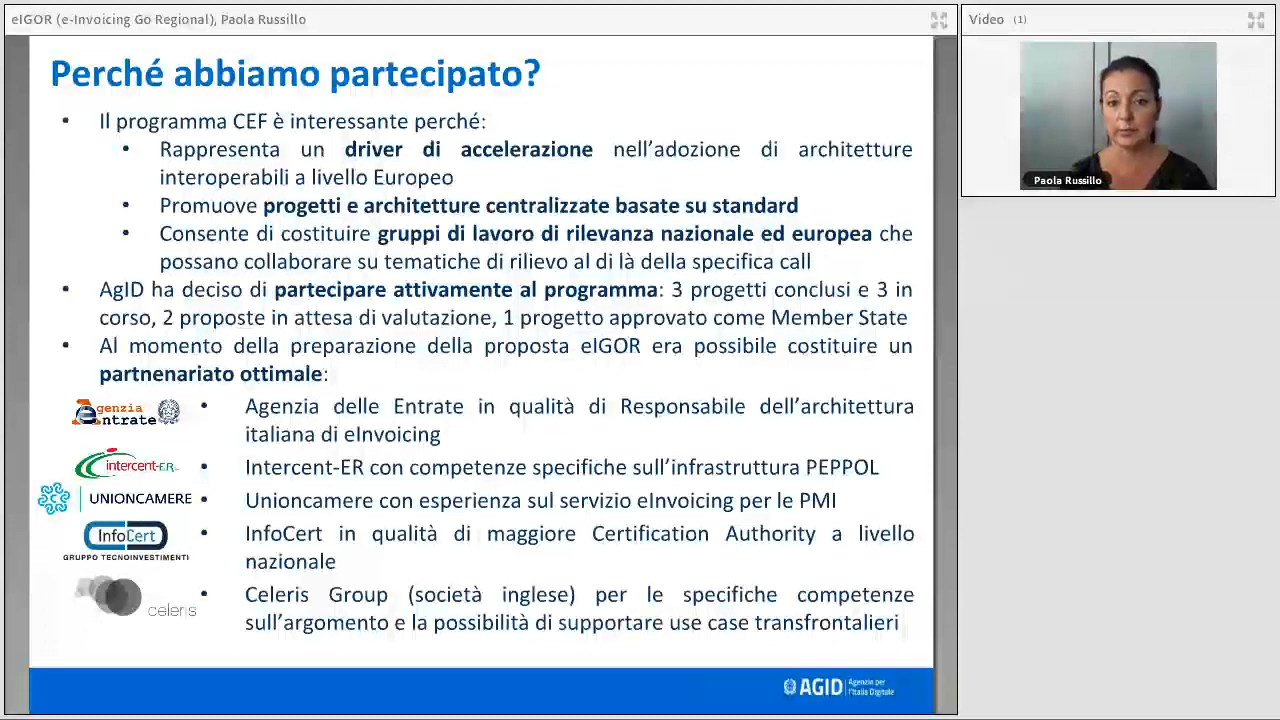 eIGOR (e-Invoicing Go Regional), Paola Russillo
Video (1)
Perché abbiamo partecipato?
• Il programma CEF è interessante perché:
• Rappresenta un driver di accelerazione nell'adozione di architetture
interoperabili a livello Europeo
• Promuove progetti e architetture centralizzate basate su standard
• Consente di costituire gruppi di lavoro di rilevanza nazionale ed europea che
possano collaborare su tematiche di rilievo al di là della specifica call
• AgID ha deciso di partecipare attivamente al programma: 3 progetti conclusi e 3 in
corso, 2 proposte in attesa di valutazione, 1 progetto approvato come Member State
• Al momento della preparazione della proposta eIGOR era possibile costituire un
partnenariato ottimale:
agenzia
entrate
• Agenzia delle Entrate in qualità di Responsabile dell'architettura
italiana di eInvoicing
intercent-ER
• Intercent-ER con competenze specifiche sull'infrastruttura PEPPOL
UNIONCAMERE
• Unioncamere con esperienza sul servizio eInvoicing per le PMI
InfoCert
GRUPPO TECNOINVESTIMENTI
• InfoCert in qualità di maggiore Certification Authority a livello
nazionale
celeris
• Celeris Group (società inglese) per le specifiche competenze
sull'argomento e la possibilità di supportare use case transfrontalieri
AGID Agenzia per
l'Italia Digitale
Paola Russillo